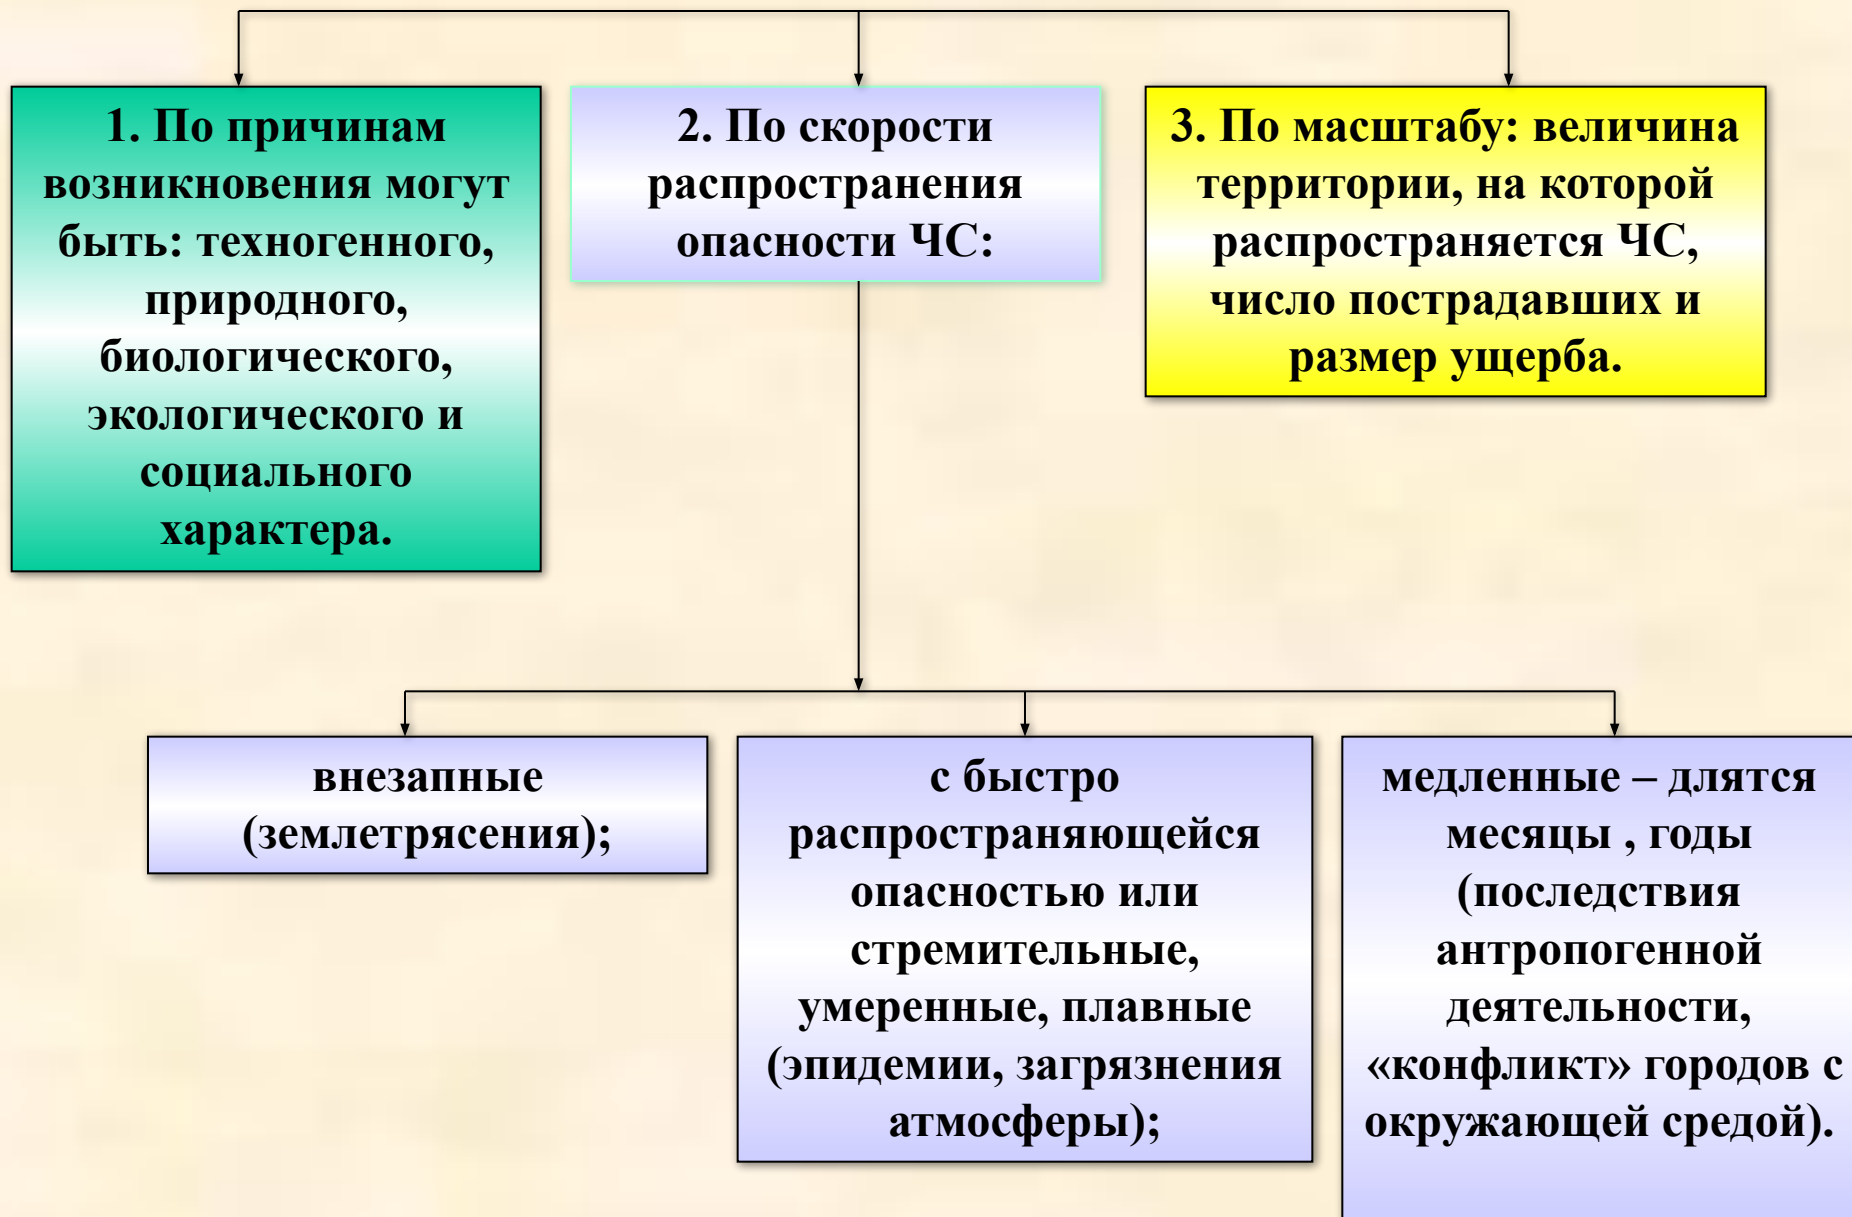 1. По причинам
возникновения могут
быть: техногенного,
природного,
биологического,
экологического и
социального
характера.
2. По скорости
распространения
опасности ЧС:
3. По масштабу: величина
территории, на которой
распространяется ЧС,
число пострадавших и
размер ущерба.
внезапные
(землетрясения);
с быстро
распространяющейся
опасностью или
стремительные,
умеренные, плавные
(эпидемии, загрязнения
атмосферы);
медленные – длятся
месяцы , годы
(последствия
антропогенной
деятельности,
«конфликт» городов с
окружающей средой).